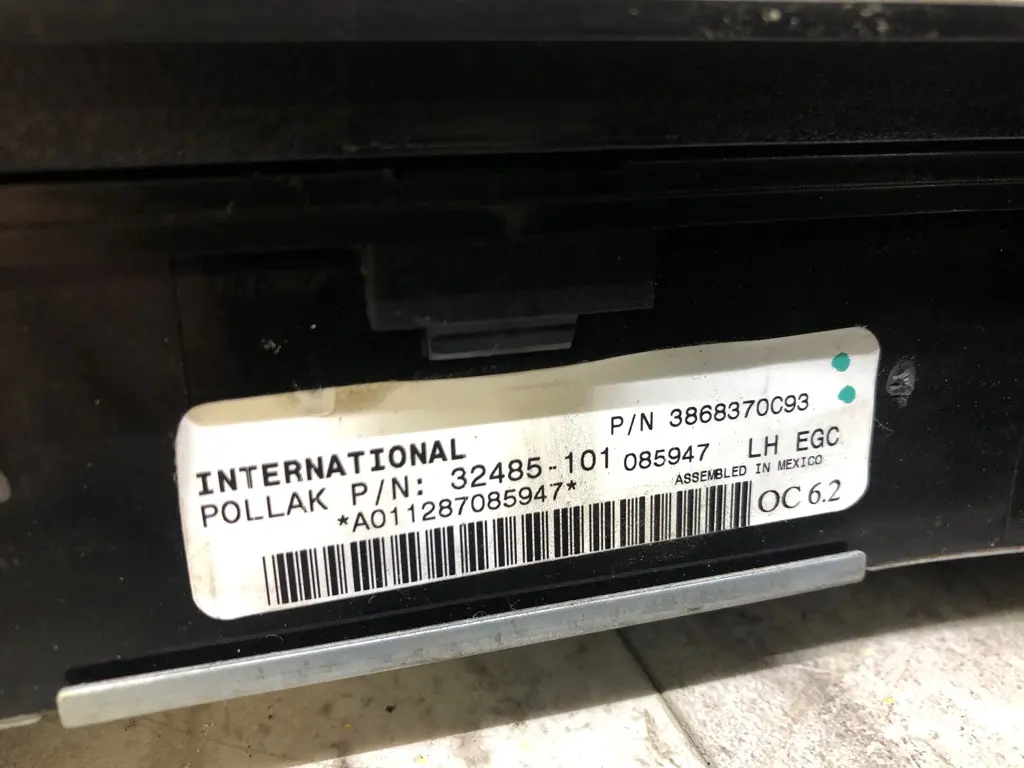 P/N 3868370C93
INTERNATIONAL
POLLAK P/N: 32485-101 085947 LH EGC
*A011287085947* ASSEMBLED IN MEXICO
OC 6.2